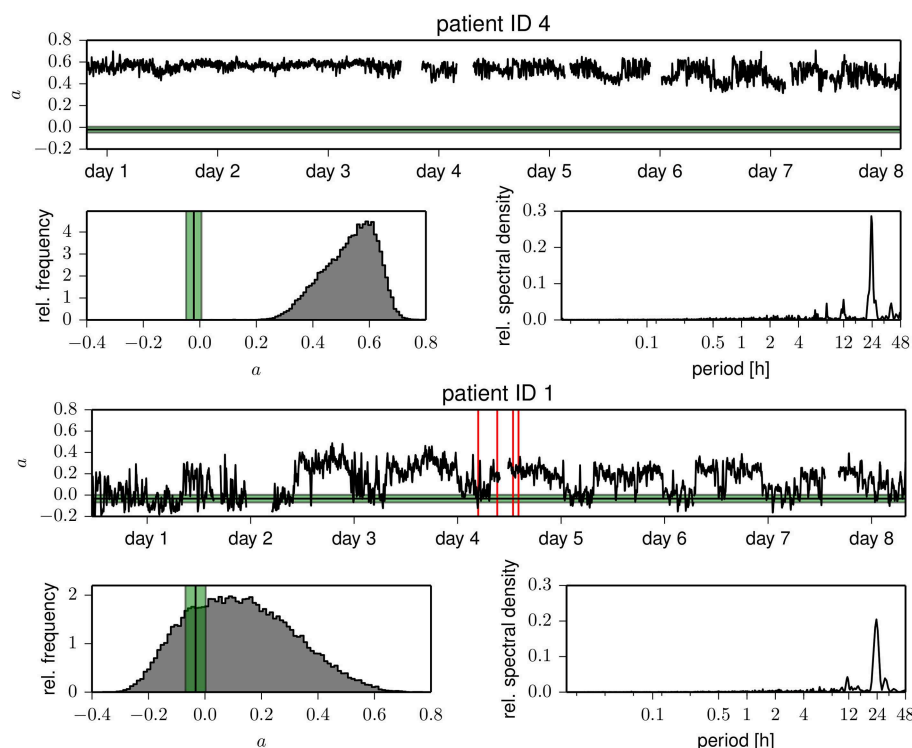 patient ID 4
0.8
0.6
0.4
0.2
0.0
−0.2
a
day 1 day 2 day 3 day 4 day 5 day 6 day 7 day 8
rel. frequency
4
3
2
1
0
−0.4 −0.2 0.0 0.2 0.4 0.6 0.8
a
rel. spectral density
0.3
0.2
0.1
0.0
0.1 0.5 1 2 4 12 24 48
period [h]
patient ID 1
0.8
0.6
0.4
0.2
0.0
−0.2
a
day 1 day 2 day 3 day 4 day 5 day 6 day 7 day 8
rel. frequency
2
1
0
−0.4 −0.2 0.0 0.2 0.4 0.6 0.8
a
rel. spectral density
0.3
0.2
0.1
0.0
0.1 0.5 1 2 4 12 24 48
period [h]